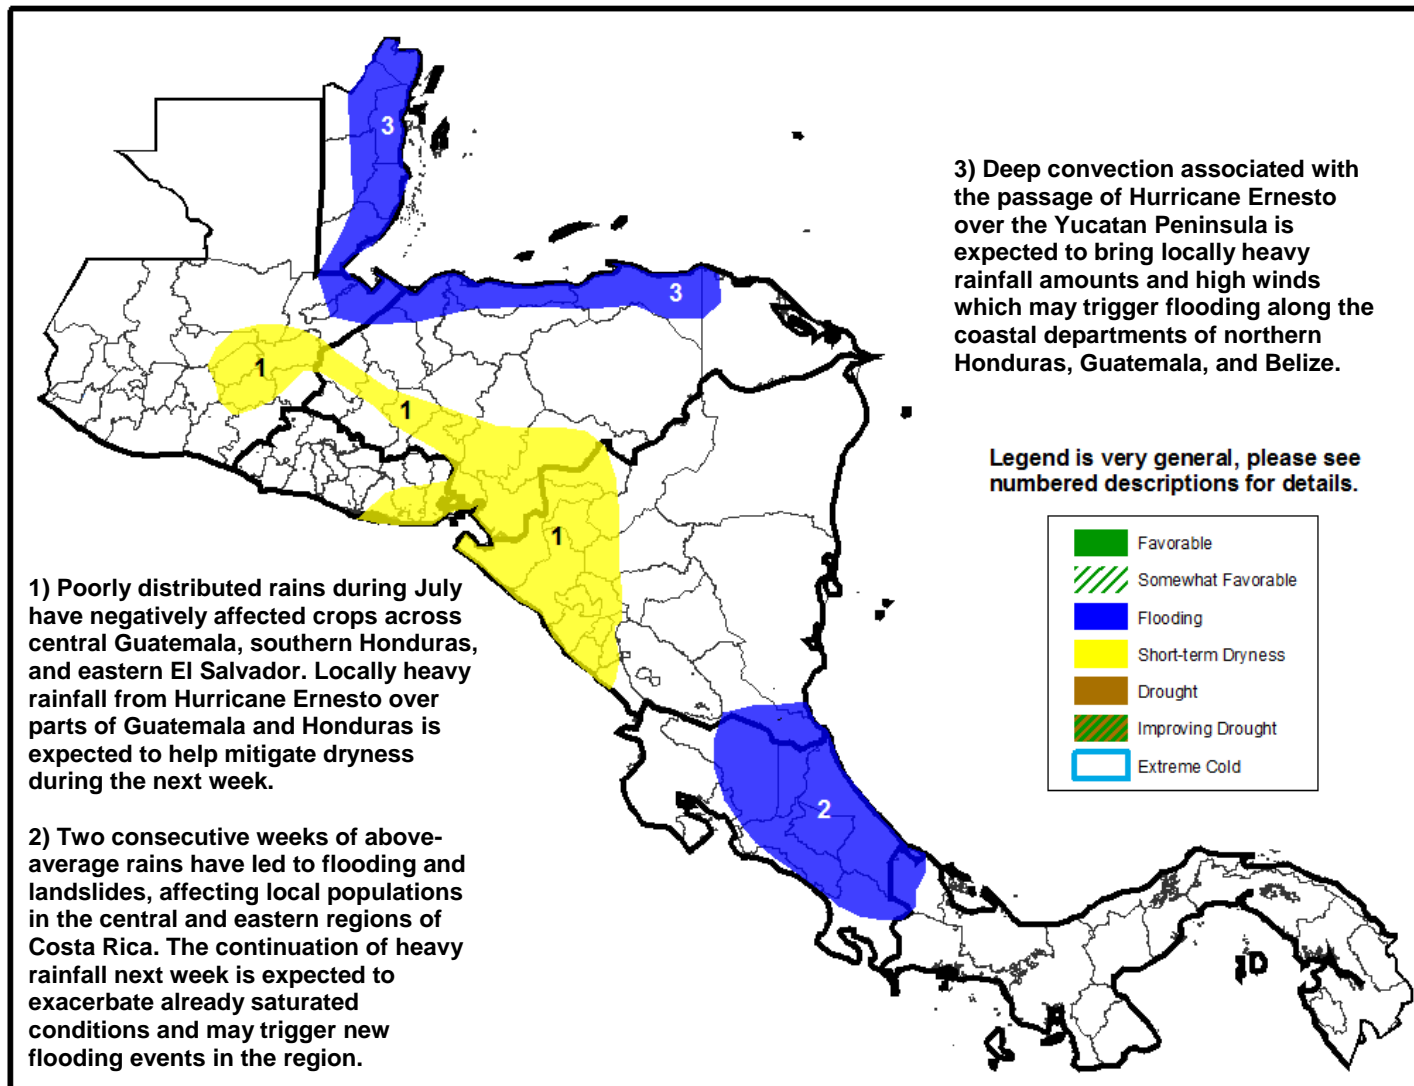 3
3
1
1
1
2
3) Deep convection associated with
the passage of Hurricane Ernesto
over the Yucatan Peninsula is
expected to bring locally heavy
rainfall amounts and high winds
which may trigger flooding along the
coastal departments of northern
Honduras, Guatemala, and Belize.
Legend is very general, please see
numbered descriptions for details.
Favorable
Somewhat Favorable
Flooding
Short-term Dryness
Drought
Improving Drought
Extreme Cold
1) Poorly distributed rains during July
have negatively affected crops across
central Guatemala, southern Honduras,
and eastern El Salvador. Locally heavy
rainfall from Hurricane Ernesto over
parts of Guatemala and Honduras is
expected to help mitigate dryness
during the next week.
2) Two consecutive weeks of above-
average rains have led to flooding and
landslides, affecting local populations
in the central and eastern regions of
Costa Rica. The continuation of heavy
rainfall next week is expected to
exacerbate already saturated
conditions and may trigger new
flooding events in the region.